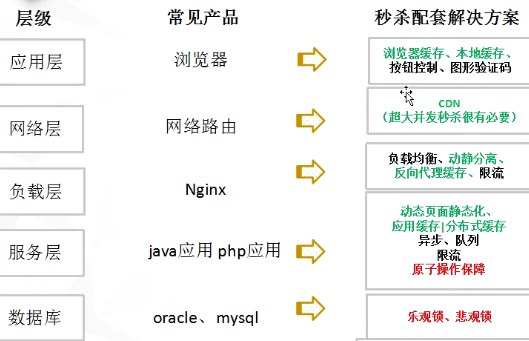 层级 常见产品 秒杀配套解决方案
应用层 浏览器 浏览器缓存、本地缓存、
按钮控制、图形验证码
网络层 网络路由 CDN
（超大并发秒杀很有必要）
负载层 Nginx 负载均衡、动静分离、
反向代理缓存、限流
服务层 java应用 php应用 动态页面静态化、
应用缓存|分布式缓存
异步、队列
限流
原子操作保障
数据库 oracle、mysql 乐观锁、悲观锁